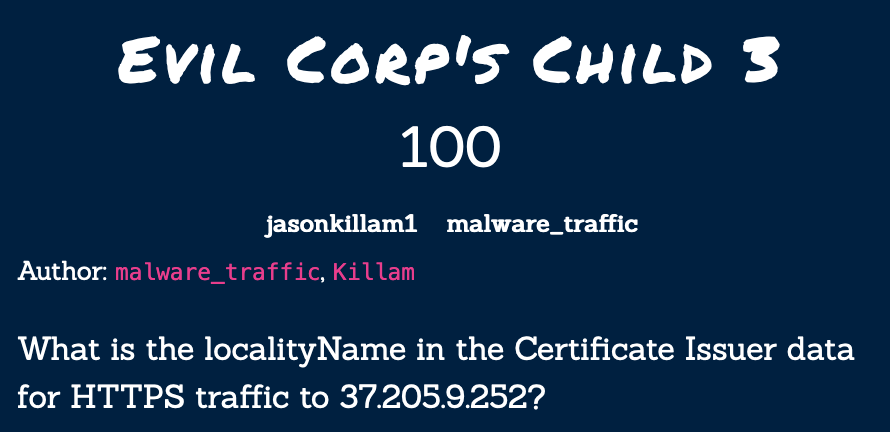 Evil Corp's Child 3
100
jasonkillam1 malware_traffic
Author: malware_traffic, Killam
What is the localityName in the Certificate Issuer data
for HTTPS traffic to 37.205.9.252?